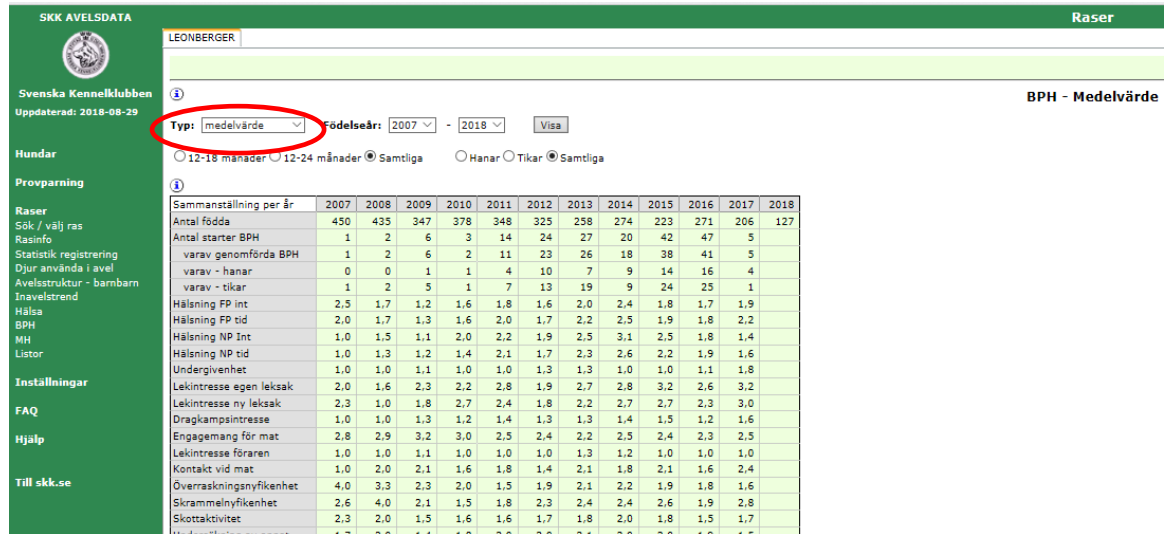 SKK AVELSDATA
Raser
LEONBERGER
Svenska Kennelklubben
Uppdaterad: 2018-08-29
BPH - Medelvärde
Typ: medelvärde Födelseår: 2007 - 2018 Visa
12-18 månader 12-24 månader Samtliga Hanar Tikar Samtliga
Hundar
Provparning
Raser
Sök / välj ras
Rasinfo
Statistik registrering
Djur använda i avel
Avelsstruktur - barnbarn
Inavelstrend
Hälsa
BPH
MH
Listor
Inställningar
FAQ
Hjälp
Till skk.se
Sammanställning per år 2007 2008 2009 2010 2011 2012 2013 2014 2015 2016 2017 2018
Antal födda 450 435 347 378 348 325 258 274 223 271 206 127
Antal starter BPH 1 2 6 3 14 24 27 20 42 47 5
varav genomförda BPH 1 2 6 2 11 23 26 18 38 41 5
varav - hanar 0 0 1 1 4 10 7 9 14 16 4
varav - tikar 1 2 5 1 7 13 19 9 24 25 1
Hälsning FP int 2,5 1,7 1,2 1,6 1,8 1,6 2,0 2,4 1,8 1,7 1,9
Hälsning FP tid 2,0 1,7 1,3 1,6 2,0 1,7 2,2 2,5 1,9 1,8 2,2
Hälsning NP Int 1,0 1,5 1,1 2,0 2,2 1,9 2,5 3,1 2,5 1,8 1,4
Hälsning NP tid 1,0 1,3 1,2 1,4 2,1 1,7 2,3 2,6 2,2 1,9 1,6
Undergivenhet 1,0 1,0 1,1 1,0 1,0 1,3 1,3 1,0 1,0 1,1 1,8
Lekintresse egen leksak 2,0 1,6 2,3 2,2 2,8 1,9 2,7 2,8 3,2 2,6 3,2
Lekintresse ny leksak 2,3 1,0 1,8 2,7 2,4 1,8 2,2 2,7 2,7 2,3 3,0
Dragkampsintresse 1,0 1,0 1,3 1,2 1,4 1,3 1,3 1,4 1,5 1,2 1,6
Engagemang för mat 2,8 2,9 3,2 3,0 2,5 2,4 2,2 2,5 2,4 2,3 2,5
Lekintresse föraren 1,0 1,0 1,1 1,0 1,0 1,0 1,3 1,2 1,0 1,0 1,0
Kontakt vid mat 1,0 2,0 2,1 1,6 1,8 1,4 2,1 1,8 2,1 1,6 2,4
Överraskningsnyfikenhet 4,0 3,3 2,3 2,0 1,5 1,9 2,1 2,2 1,9 1,8 1,6
Skrammelnyfikenhet 2,6 4,0 2,1 1,5 1,8 2,3 2,4 2,4 2,6 1,9 2,8
Skottaktivitet 2,3 2,0 1,5 1,6 1,6 1,7 1,8 2,0 1,8 1,5 1,7